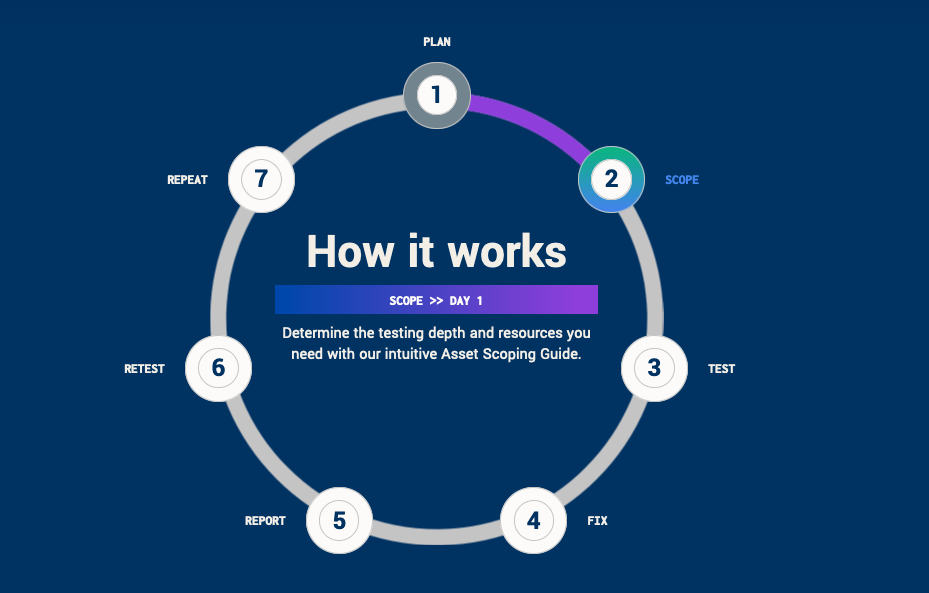 PLAN
1
2
SCOPE
7
REPEAT
How it works
SCOPE >> DAY 1
Determine the testing depth and resources you
need with our intuitive Asset Scoping Guide.
3
TEST
6
RETEST
4
FIX
5
REPORT